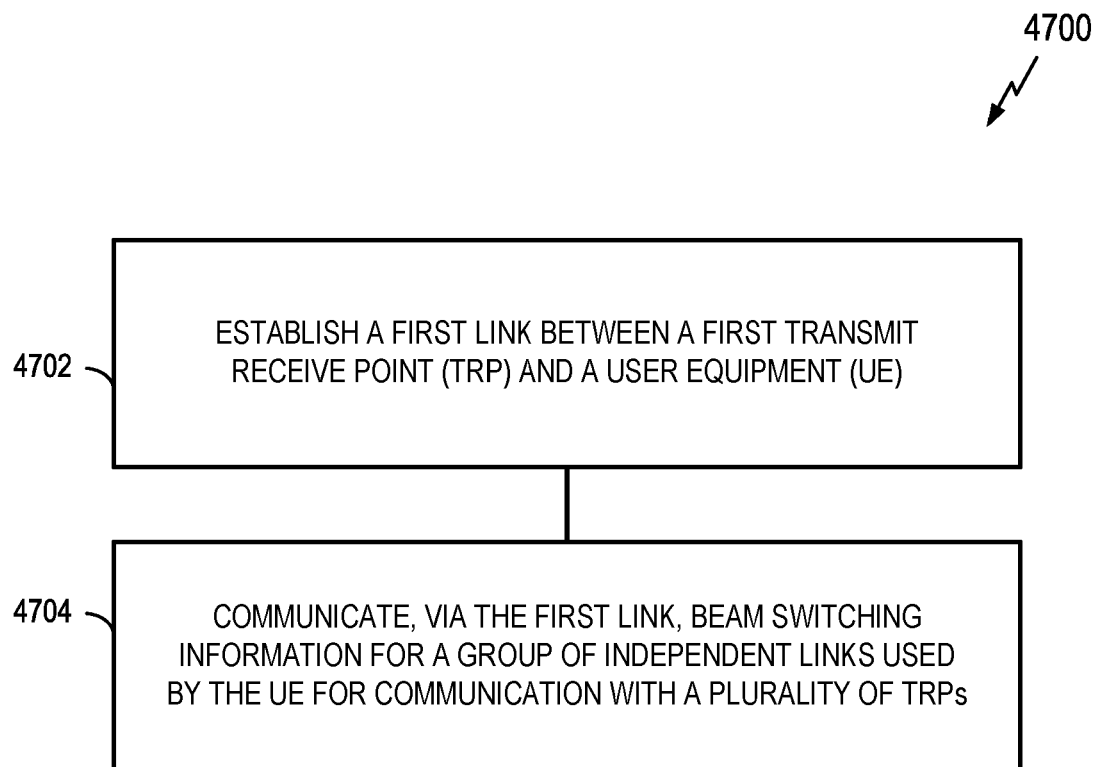 4700
4702
ESTABLISH A FIRST LINK BETWEEN A FIRST TRANSMIT
RECEIVE POINT (TRP) AND A USER EQUIPMENT (UE)
4704
COMMUNICATE, VIA THE FIRST LINK, BEAM SWITCHING
INFORMATION FOR A GROUP OF INDEPENDENT LINKS USED
BY THE UE FOR COMMUNICATION WITH A PLURALITY OF TRPs